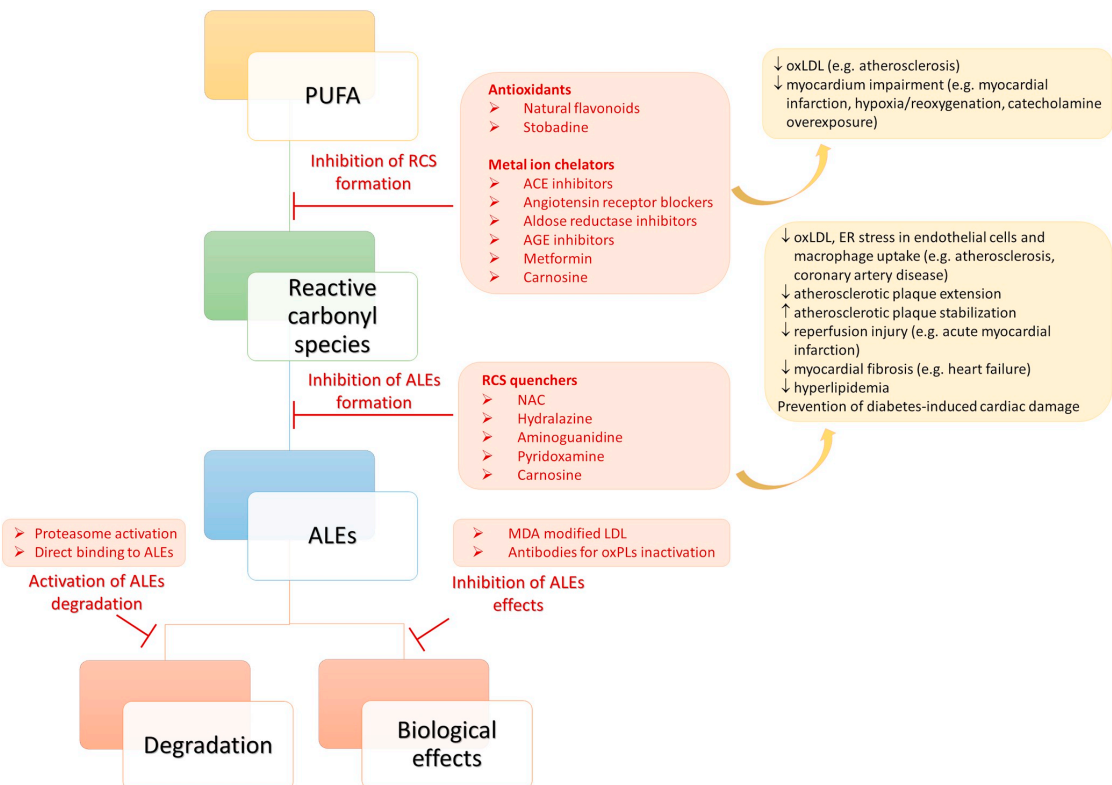 PUFA
Inhibition of RCS
formation
Antioxidants
➢ Natural flavonoids
➢ Stobadine
Metal ion chelators
➢ ACE inhibitors
➢ Angiotensin receptor blockers
➢ Aldose reductase inhibitors
➢ AGE inhibitors
➢ Metformin
➢ Carnosine
↓ oxLDL (e.g. atherosclerosis)
↓ myocardium impairment (e.g. myocardial
infarction, hypoxia/reoxygenation, catecholamine
overexposure)
Reactive
carbonyl
species
Inhibition of ALEs
formation
RCS quenchers
➢ NAC
➢ Hydralazine
➢ Aminoguanidine
➢ Pyridoxamine
➢ Carnosine
↓ oxLDL, ER stress in endothelial cells and
macrophage uptake (e.g. atherosclerosis,
coronary artery disease)
↓ atherosclerotic plaque extension
↑ atherosclerotic plaque stabilization
↓ reperfusion injury (e.g. acute myocardial
infarction)
↓ myocardial fibrosis (e.g. heart failure)
↓ hyperlipidemia
Prevention of diabetes-induced cardiac damage
ALEs
➢ Proteasome activation
➢ Direct binding to ALEs
Activation of ALEs
degradation
➢ MDA modified LDL
➢ Antibodies for oxPLs inactivation
Inhibition of ALEs
effects
Degradation
Biological
effects